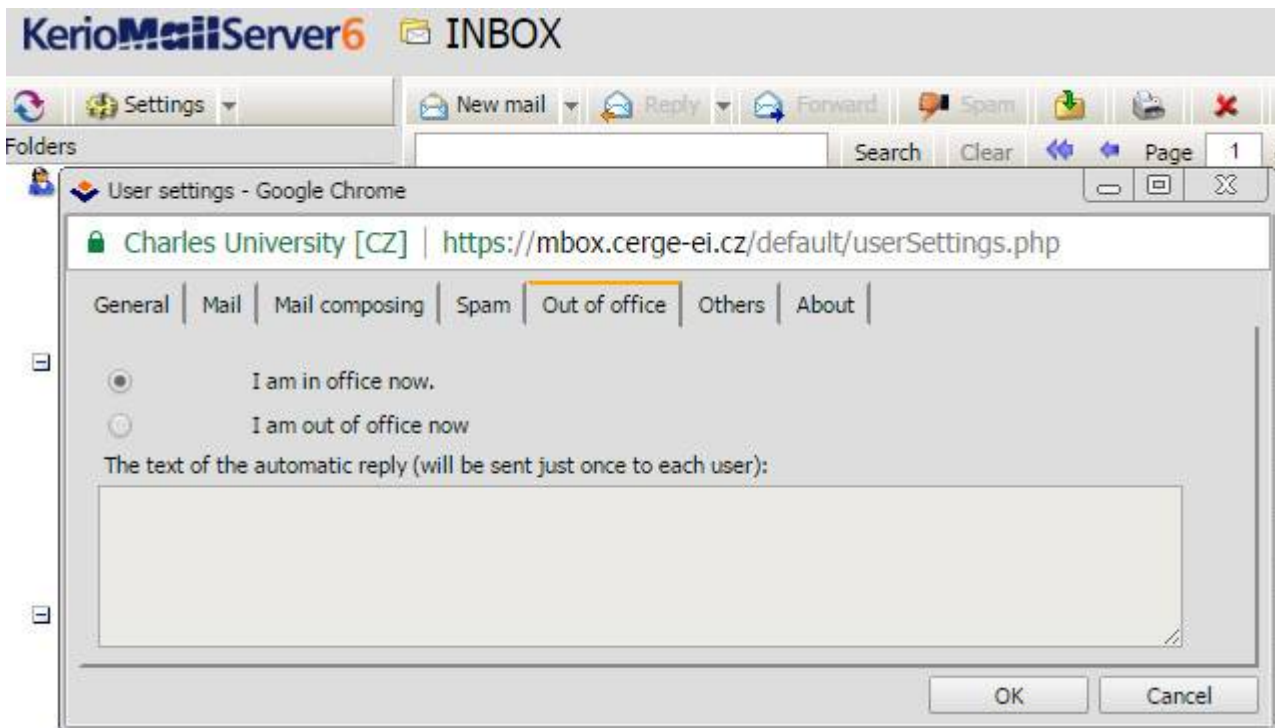 KerioMailServer6 INBOX
Settings New mail Reply Forward Spam
Folders Search Clear Page 1
User settings - Google Chrome
Charles University [CZ] | https://mbox.cerge-ei.cz/default/userSettings.php
General Mail Mail composing Spam Out of office Others About
I am in office now.
I am out of office now
The text of the automatic reply (will be sent just once to each user):
OK Cancel